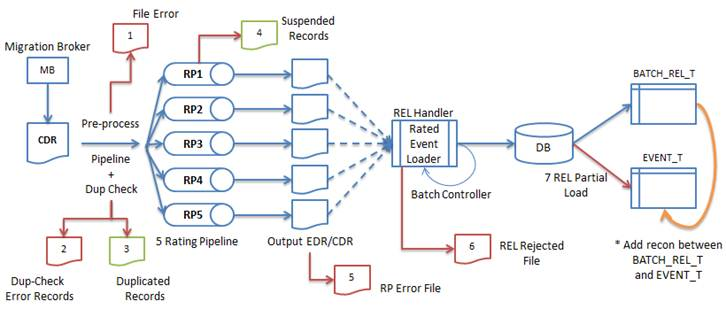 File Error
1
Suspended
Records
4
Migration Broker
MB
CDR
Pre-process
Pipeline
+
Dup Check
RP1
RP2
RP3
RP4
RP5
5 Rating Pipeline
Output EDR/CDR
REL Handler
Rated
Event
Loader
Batch Controller
DB
7 REL Partial
Load
BATCH_REL_T
EVENT_T
* Add recon between
BATCH_REL_T
and EVENT_T
2
3
Dup-Check
Error Records
Duplicated
Records
5
RP Error File
6
REL Rejected
File